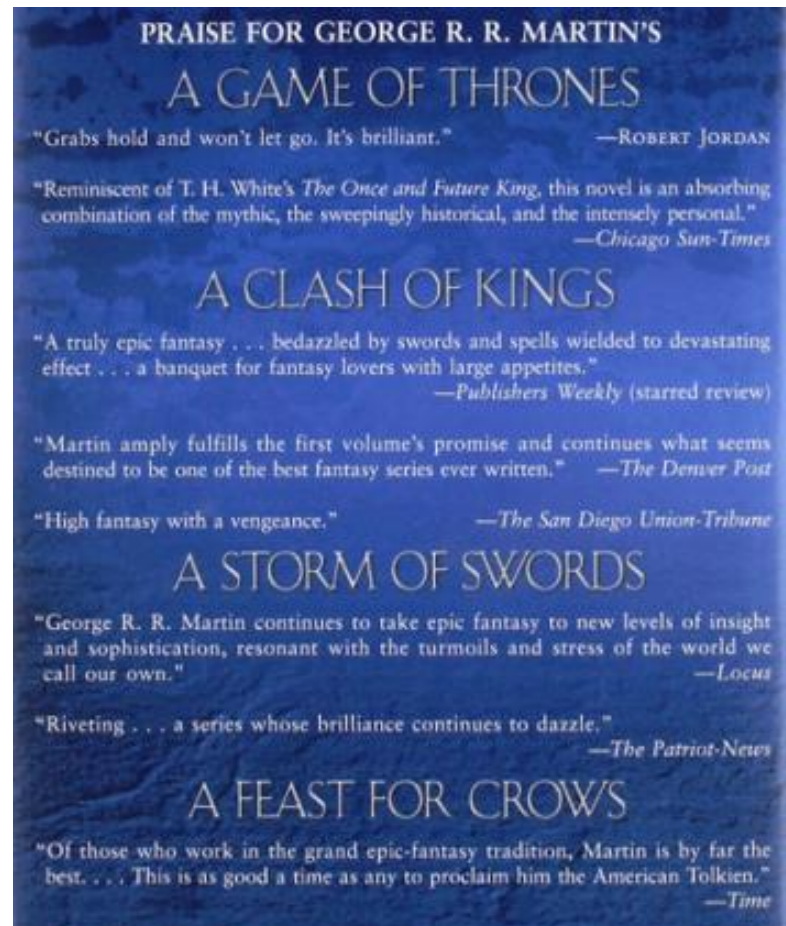 PRAISE FOR GEORGE R. R. MARTIN'S
A GAME OF THRONES
"Grabs hold and won't let go. It's brilliant." —ROBERT JORDAN
"Reminiscent of T. H. White's The Once and Future King, this novel is an absorbing
combination of the mythic, the sweepingly historical, and the intensely personal."
—Chicago Sun-Times
A CLASH OF KINGS
"A truly epic fantasy . . . bedazzled by swords and spells wielded to devastating
effect . . . a banquet for fantasy lovers with large appetites."
—Publishers Weekly (starred review)
"Martin amply fulfills the first volume's promise and continues what seems
destined to be one of the best fantasy series ever written." —The Denver Post
"High fantasy with a vengeance." —The San Diego Union-Tribune
A STORM OF SWORDS
"George R. R. Martin continues to take epic fantasy to new levels of insight
and sophistication, resonant with the turmoils and stress of the world we
call our own." —Locus
"Riveting . . . a series whose brilliance continues to dazzle."
—The Patriot-News
A FEAST FOR CROWS
"Of those who work in the grand epic-fantasy tradition, Martin is by far the
best. . . . This is as good a time as any to proclaim him the American Tolkien."
—Time